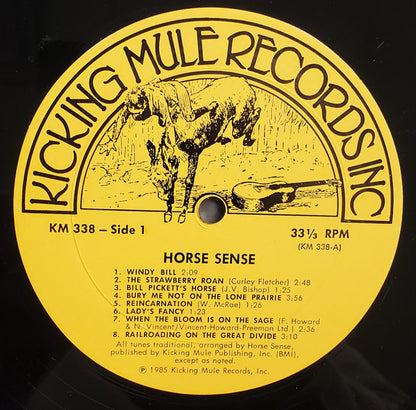 KICKING MULE RECORDS INC
KM 338 – Side 1
33⅓ RPM
(KM 338-A)
HORSE SENSE
1. WINDY BILL 2:09
2. THE STRAWBERRY ROAN (Curley Fletcher) 2:48
3. BILL PICKETT'S HORSE (J.V. Bishop) 1:25
4. BURY ME NOT ON THE LONE PRAIRIE 3:56
5. REINCARNATION (W. McRae) 1:36
6. LADY'S FANCY 1:23
7. WHEN THE BLOOM IS ON THE SAGE (F. Howard
& N. Vincent/Vincent-Howard-Preeman Ltd.) 2:36
8. RAILROADING ON THE GREAT DIVIDE 3:10
All tunes traditional, arranged by Horse Sense,
published by Kicking Mule Publishing, Inc. (BMI),
except as noted.
℗1985 Kicking Mule Records, Inc.